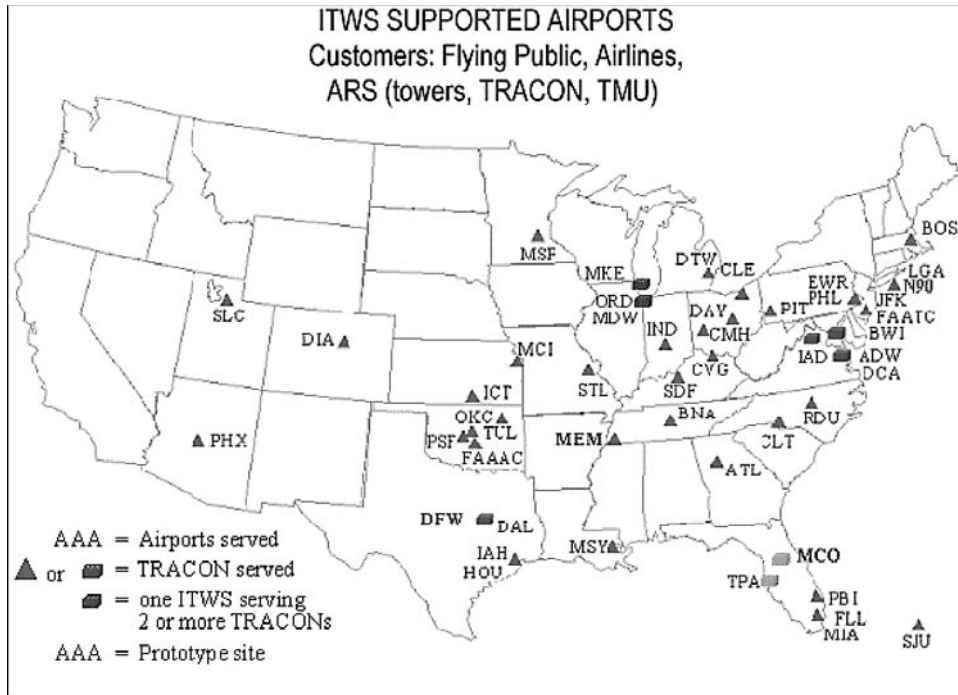 ITWS SUPPORTED AIRPORTS
Customers: Flying Public, Airlines,
ARS (towers, TRACON, TMU)
BOS
MSF
DTW
CLE
MKE
LGA
EWR
N90
PHL
JFK
ORD
DAY
PIT
FAATC
SLC
MDW
CMH
BWI
DIA
IND
IAD
ADW
MCI
CVG
DCA
STL
SDF
ICT
BNA
RDU
OKC
PHX
PSF
TUL
MEM
CLT
FAAAC
ATL
DFW
DAL
MSY
IAH
HOU
MCO
TPA
PBI
FLL
MIA
SJU
AAA = Airports served
or = TRACON served
= one ITWS serving
2 or more TRACONs
AAA = Prototype site